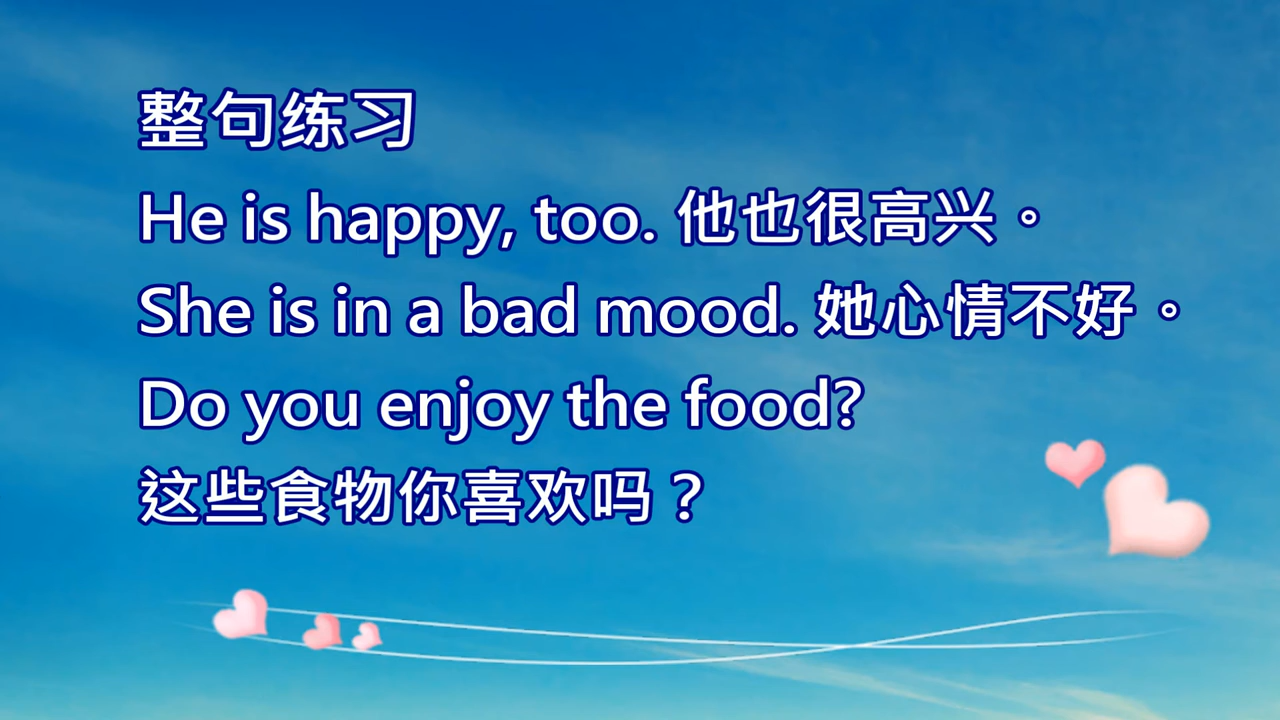 整句练习
He is happy, too. 他也很高兴。
She is in a bad mood. 她心情不好。
Do you enjoy the food?
这些食物你喜欢吗？